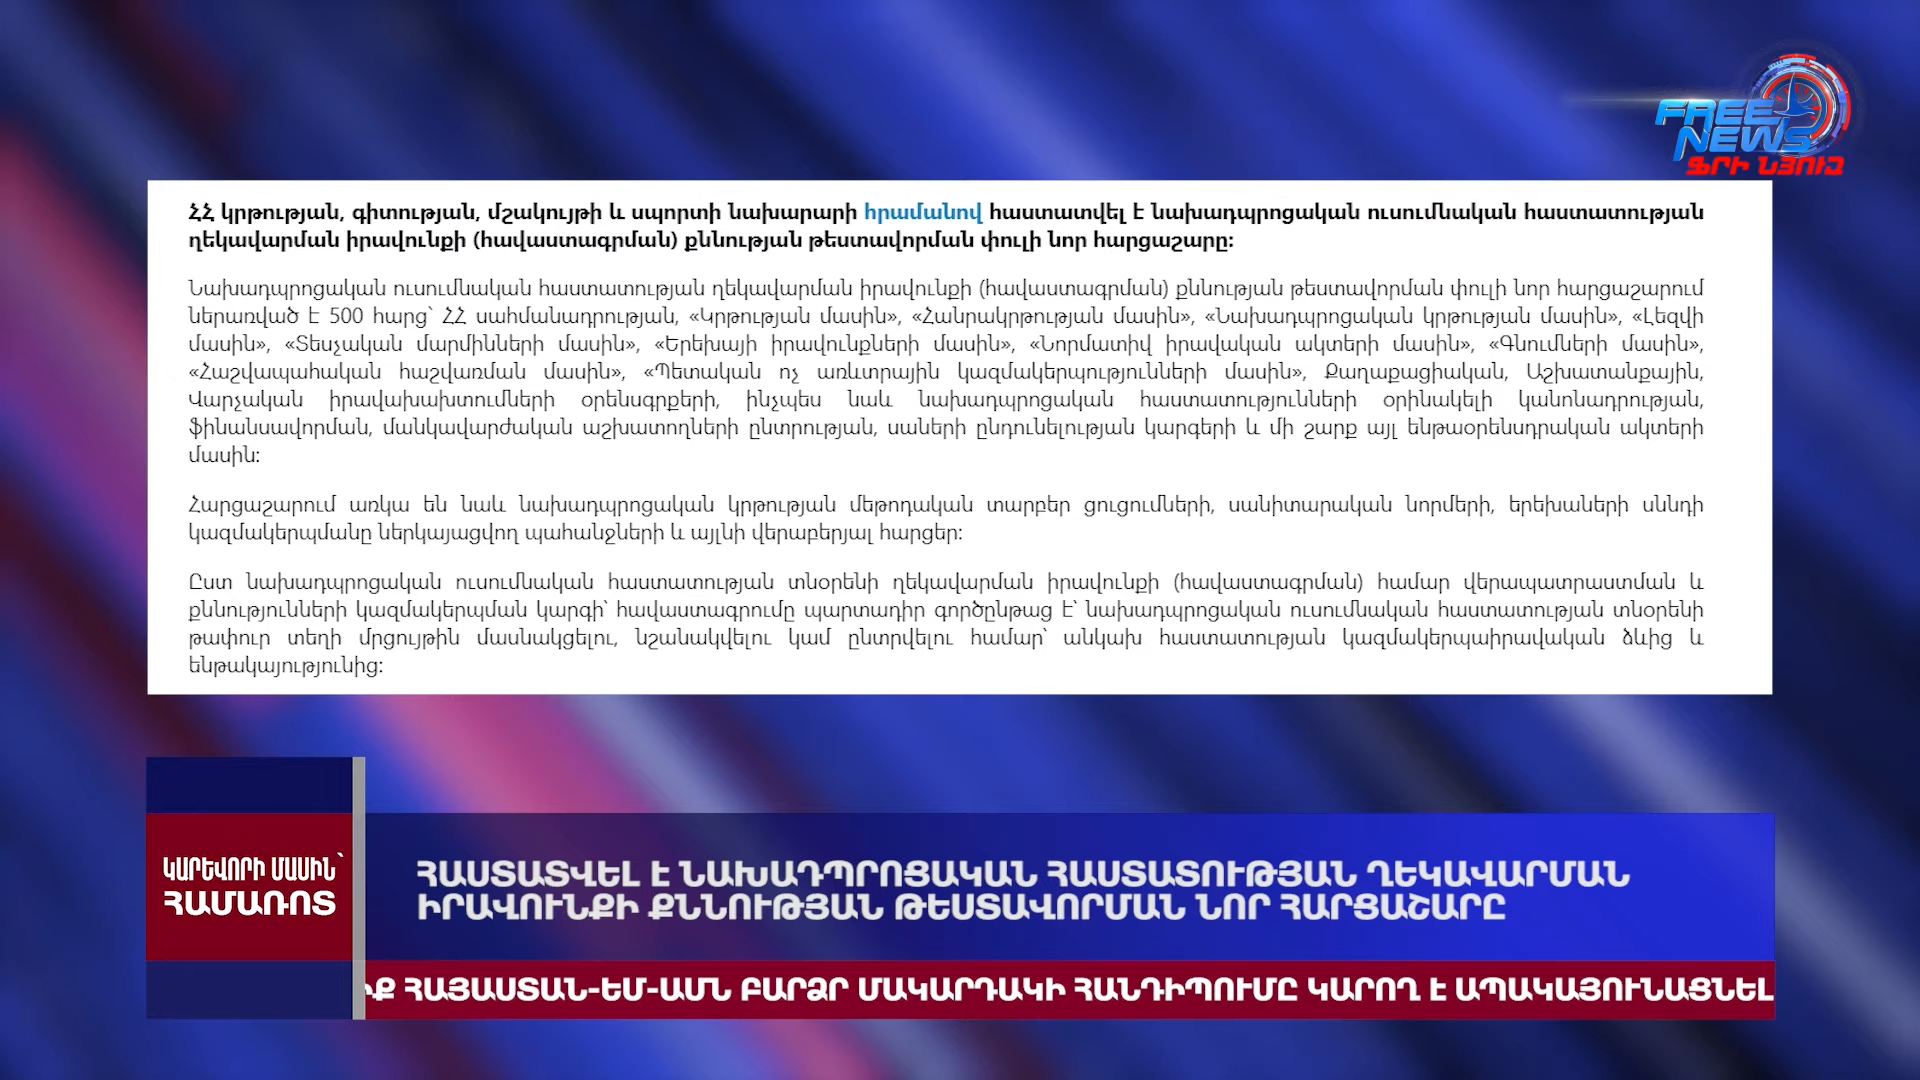 FREE
NEWS
ՖՐԻ ՆՅՈՒԶ
ՀՀ կրթության, գիտության, մշակույթի և սպորտի նախարարի հրամանով հաստատվել է նախադպրոցական ուսումնական հաստատության
ղեկավարման իրավունքի (հավաստագրման) քննության թեստավորման փուլի նոր հարցաշարը:
Նախադպրոցական ուսումնական հաստատության ղեկավարման իրավունքի (հավաստագրման) քննության թեստավորման փուլի նոր հարցաշարում
ներառված է 500 հարց՝ ՀՀ սահմանադրության, «Կրթության մասին», «Հանրակրթության մասին», «Նախադպրոցական կրթության մասին», «Լեզվի
մասին», «Տեսչական մարմինների մասին», «Երեխայի իրավունքների մասին», «Նորմատիվ իրավական ակտերի մասին», «Գնումների մասին»,
«Հաշվապահական հաշվառման մասին», «Պետական ոչ առևտրային կազմակերպությունների մասին», Քաղաքացիական, Աշխատանքային,
Վարչական իրավախախտումների օրենսգրքերի, ինչպես նաև նախադպրոցական հաստատությունների օրինակելի կանոնադրության,
ֆինանսավորման, մանկավարժական աշխատողների ընտրության, սաների ընդունելության կարգերի և մի շարք այլ ենթաօրենսդրական ակտերի
մասին:
Հարցաշարում առկա են նաև նախադպրոցական կրթության մեթոդական տարբեր ցուցումների, սանիտարական նորմերի, երեխաների սննդի
կազմակերպմանը ներկայացվող պահանջների և այլնի վերաբերյալ հարցեր:
Ըստ նախադպրոցական ուսումնական հաստատության տնօրենի ղեկավարման իրավունքի (հավաստագրման) համար վերապատրաստման և
քննությունների կազմակերպման կարգի՝ հավաստագրումը պարտադիր գործընթաց է՝ նախադպրոցական ուսումնական հաստատության տնօրենի
թափուր տեղի մրցույթին մասնակցելու, նշանակվելու կամ ընտրվելու համար՝ անկախ հաստատության կազմակերպաիրավական ձևից և
ենթակայությունից:
ԿԱՐԵՎՈՐԻ ՄԱՍԻՆ՝
ՀԱՄԱՌՈՏ
ՀԱՍՏԱՏՎԵԼ Է ՆԱԽԱԴՊՐՈՑԱԿԱՆ ՀԱՍՏԱՏՈՒԹՅԱՆ ՂԵԿԱՎԱՐՄԱՆ
ԻՐԱՎՈՒՆՔԻ ՔՆՆՈՒԹՅԱՆ ԹԵՍՏԱՎՈՐՄԱՆ ՆՈՐ ՀԱՐՑԱՇԱՐԸ
ՀԱՅԱՍՏԱՆ-ԵՄ-ԱՄՆ ԲԱՐՁՐ ՄԱԿԱՐԴԱԿԻ ՀԱՆԴԻՊՈՒՄԸ ԿԱՐՈՂ Է ԱՊԱԿԱՅՈՒՆԱՑՆԵԼ